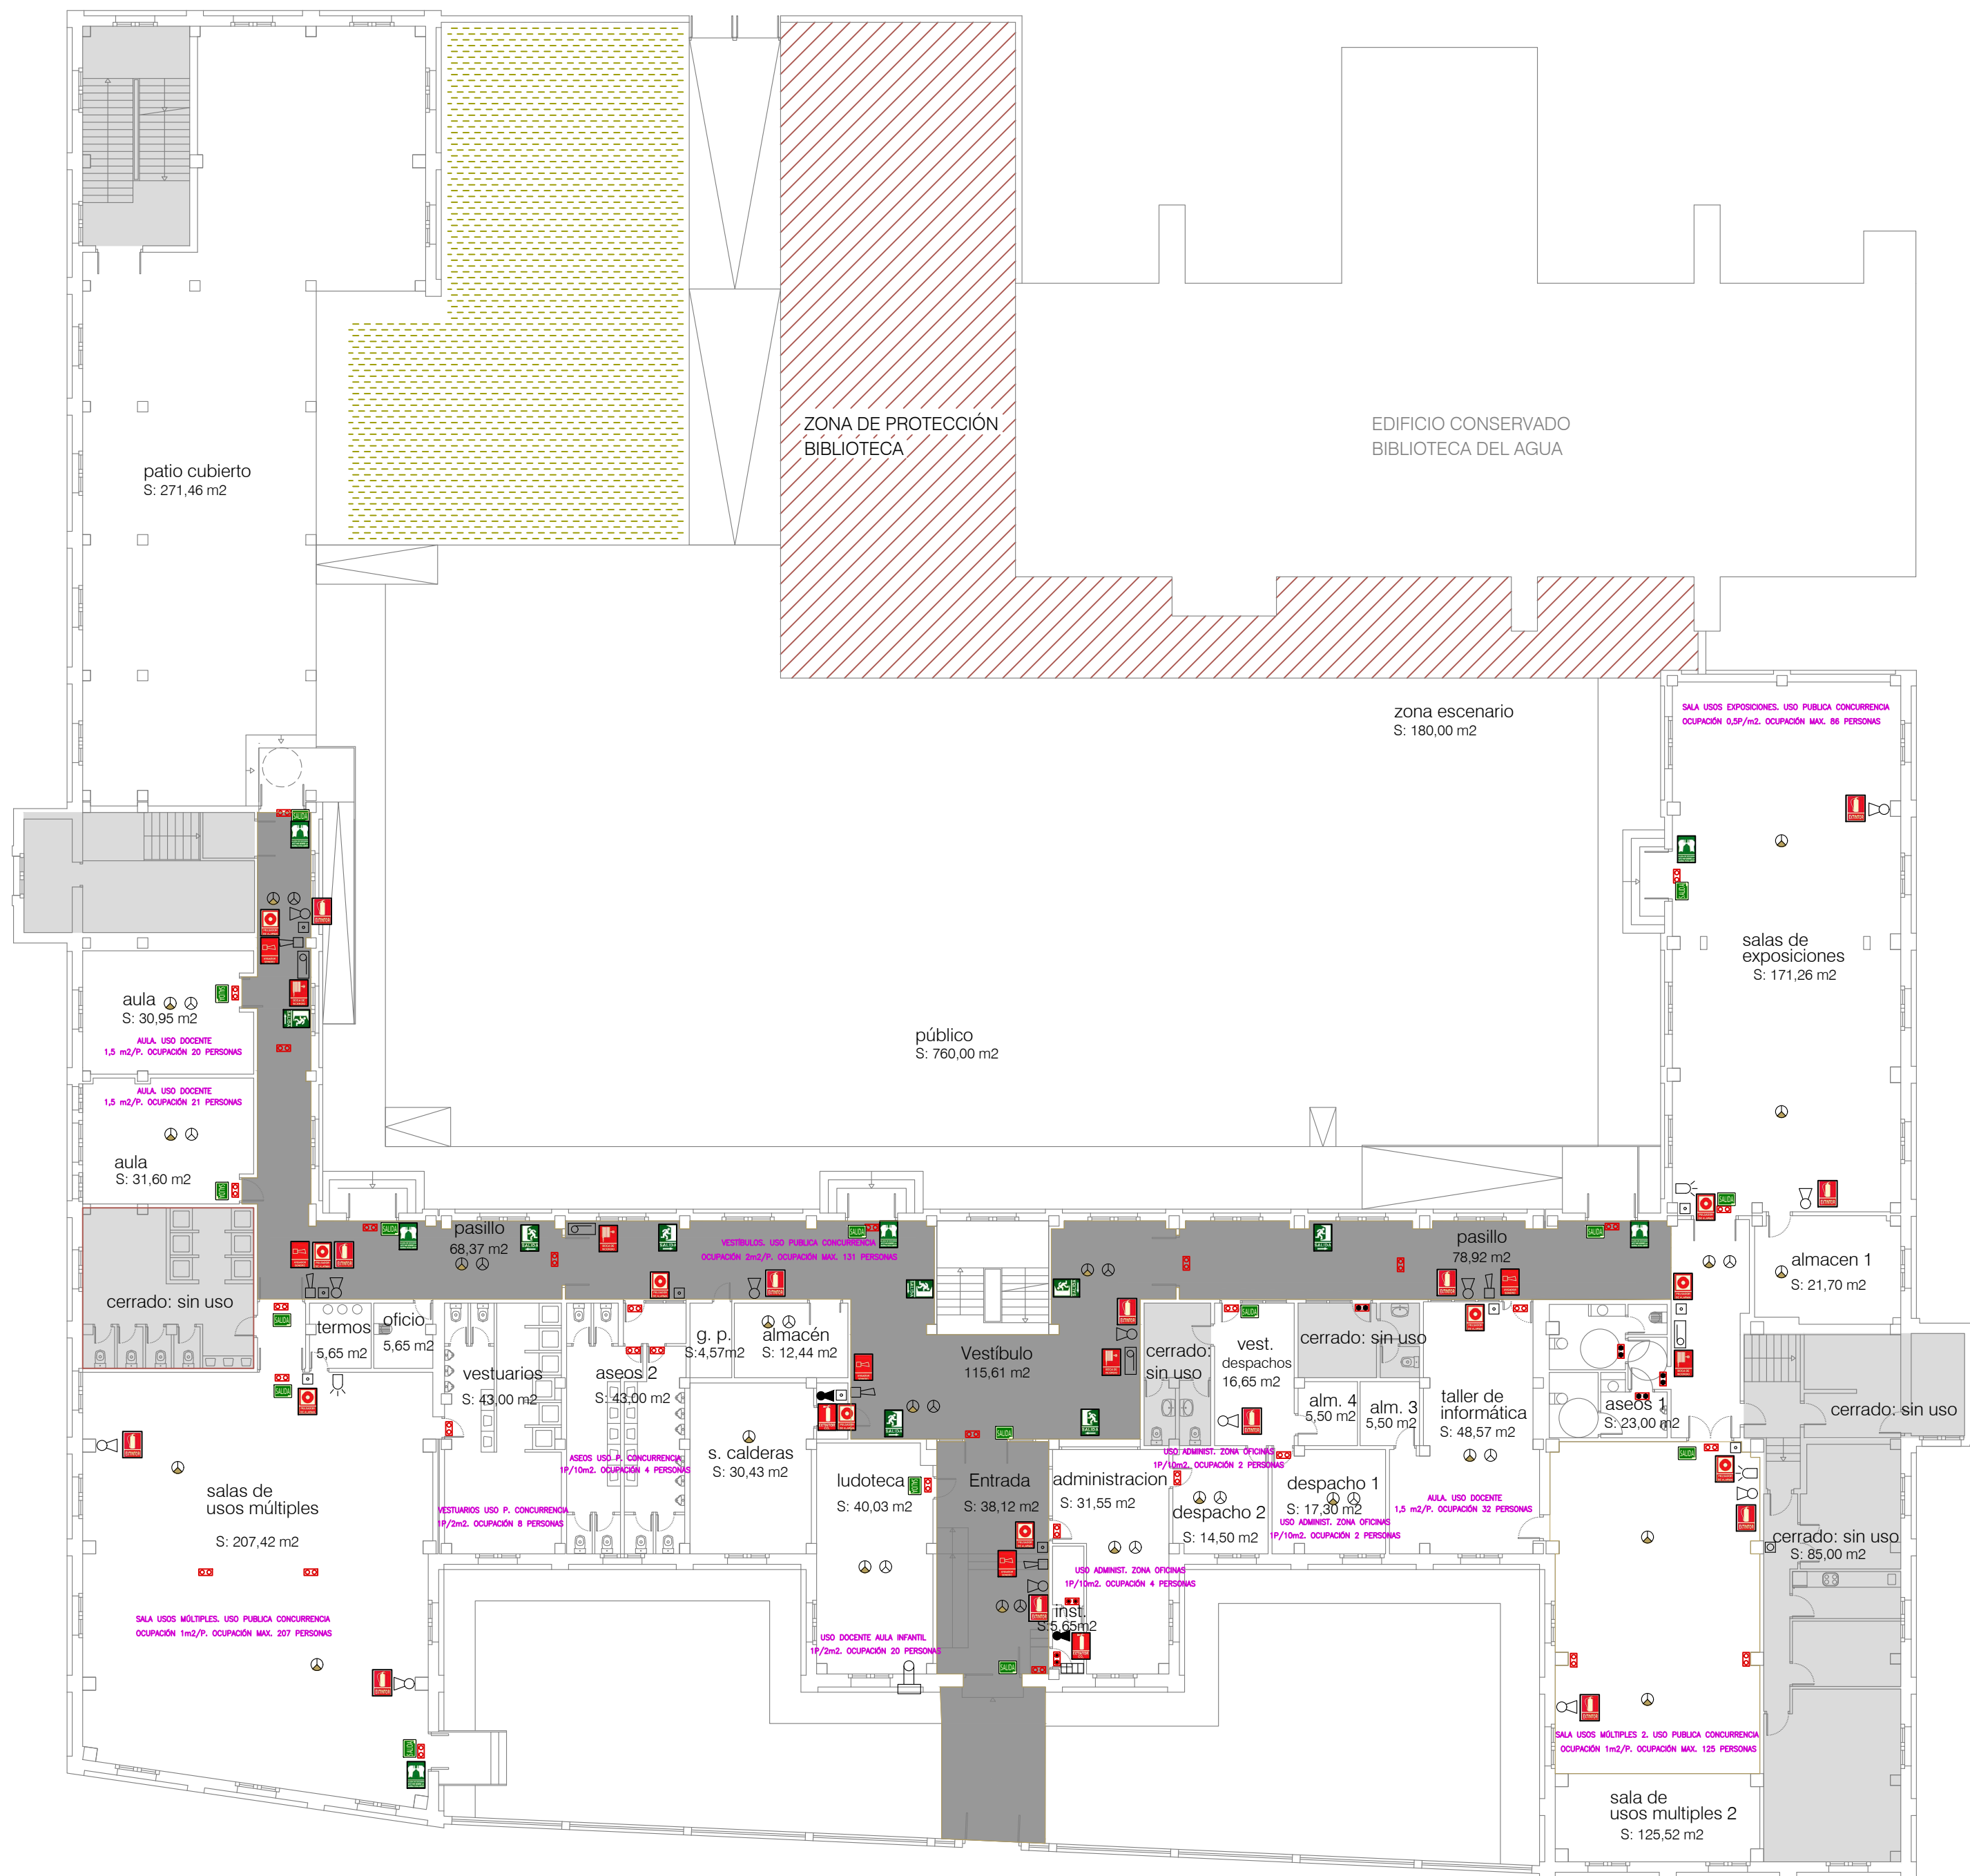 ZONA DE PROTECCIÓN
BIBLIOTECA
EDIFICIO CONSERVADO
BIBLIOTECA DEL AGUA
patio cubierto
S: 271,46 m2
zona escenario
S: 180,00 m2
SALA USOS EXPOSICIONES. USO PUBLICA CONCURRENCIA
OCUPACIÓN 0,5P/m2. OCUPACIÓN MAX. 86 PERSONAS
salas de
exposiciones
S: 171,26 m2
público
S: 760,00 m2
aula
S: 30,95 m2
AULA. USO DOCENTE
1,5 m2/P. OCUPACIÓN 20 PERSONAS
AULA. USO DOCENTE
1,5 m2/P. OCUPACIÓN 21 PERSONAS
aula
S: 31,60 m2
pasillo
68,37 m2
VESTÍBULOS. USO PUBLICA CONCURRENCIA
OCUPACIÓN 2m2/P. OCUPACIÓN MAX. 131 PERSONAS
pasillo
78,92 m2
almacen 1
S: 21,70 m2
cerrado: sin uso
termos
5,65 m2
oficio
5,65 m2
vestuarios
S: 43,00 m2
aseos 2
S: 43,00 m2
g. p.
S:4,57m2
almacén
S: 12,44 m2
Vestíbulo
115,61 m2
cerrado:
sin uso
vest.
despachos
16,65 m2
cerrado: sin uso
alm. 4
5,50 m2
alm. 3
5,50 m2
taller de
informática
S: 48,57 m2
aseos 1
S: 23,00 m2
cerrado: sin uso
s. calderas
S: 30,43 m2
ASEOS USO P. CONCURRENCIA
1P/10m2. OCUPACIÓN 4 PERSONAS
VESTUARIOS USO P. CONCURRENCIA
1P/2m2. OCUPACIÓN 8 PERSONAS
ludoteca
S: 40,03 m2
Entrada
S: 38,12 m2
administracion
S: 31,55 m2
USO ADMINIST. ZONA OFICINAS
1P/10m2. OCUPACIÓN 2 PERSONAS
despacho 2
S: 14,50 m2
despacho 1
S: 17,30 m2
USO ADMINIST. ZONA OFICINAS
1P/10m2. OCUPACIÓN 2 PERSONAS
AULA. USO DOCENTE
1,5 m2/P. OCUPACIÓN 32 PERSONAS
cerrado: sin uso
S: 85,00 m2
salas de
usos múltiples
S: 207,42 m2
USO ADMINIST. ZONA OFICINAS
1P/10m2. OCUPACIÓN 4 PERSONAS
inst.
S:5,65m2
SALA USOS MÚLTIPLES. USO PUBLICA CONCURRENCIA
OCUPACIÓN 1m2/P. OCUPACIÓN MAX. 207 PERSONAS
USO DOCENTE AULA INFANTIL
1P/2m2. OCUPACIÓN 20 PERSONAS
SALA USOS MÚLTIPLES 2. USO PUBLICA CONCURRENCIA
OCUPACIÓN 1m2/P. OCUPACIÓN MAX. 125 PERSONAS
sala de
usos multiples 2
S: 125,52 m2